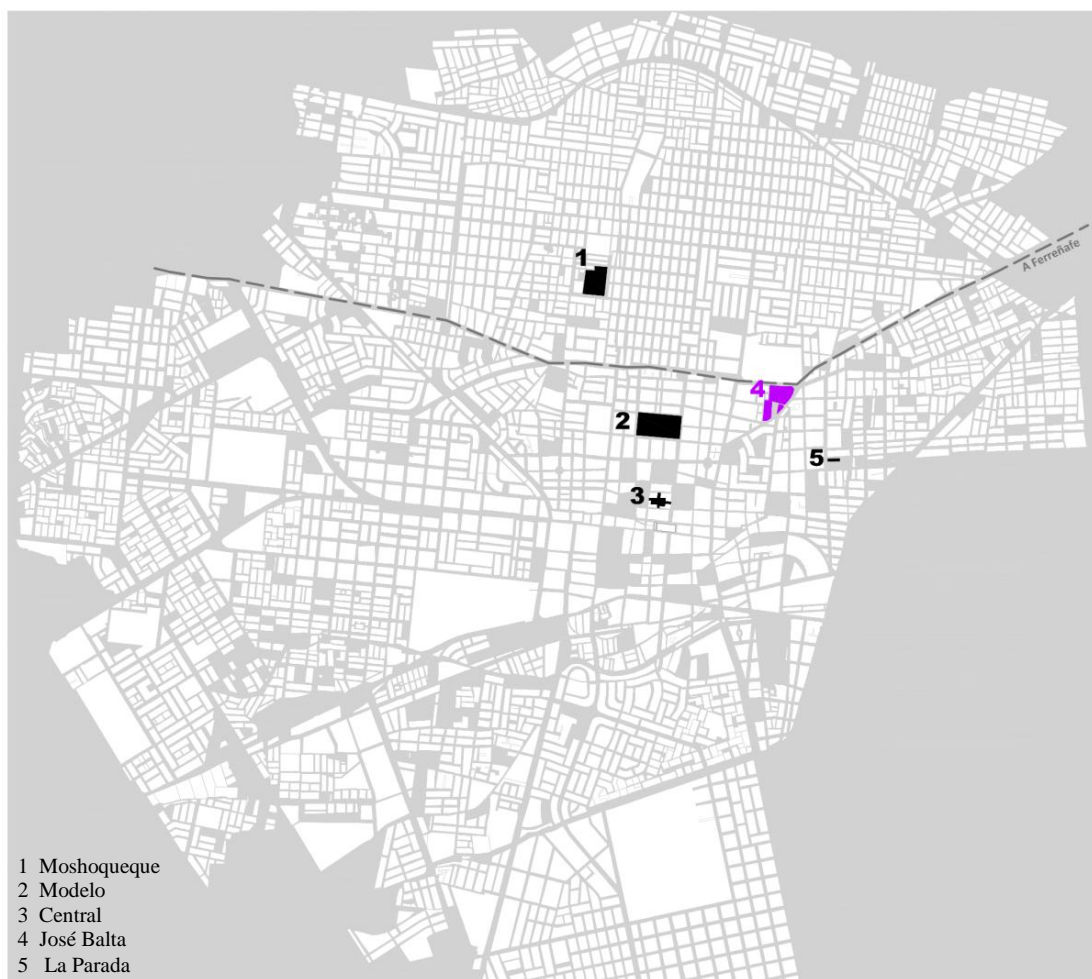 1
A Ferreñafe
4
2
5
3
1 Moshoqueque
2 Modelo
3 Central
4 José Balta
5 La Parada